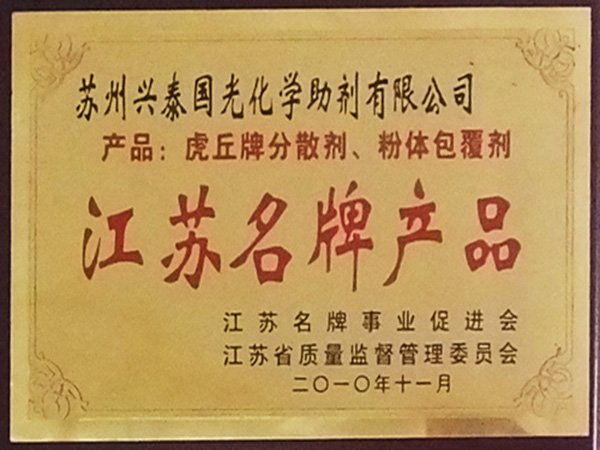 苏州兴泰国光化学助剂有限公司
产品：虎丘牌分散剂、粉体包覆剂
江苏名牌产品
江苏名牌事业促进会
江苏省质量监督管理委员会
二〇一〇年十一月